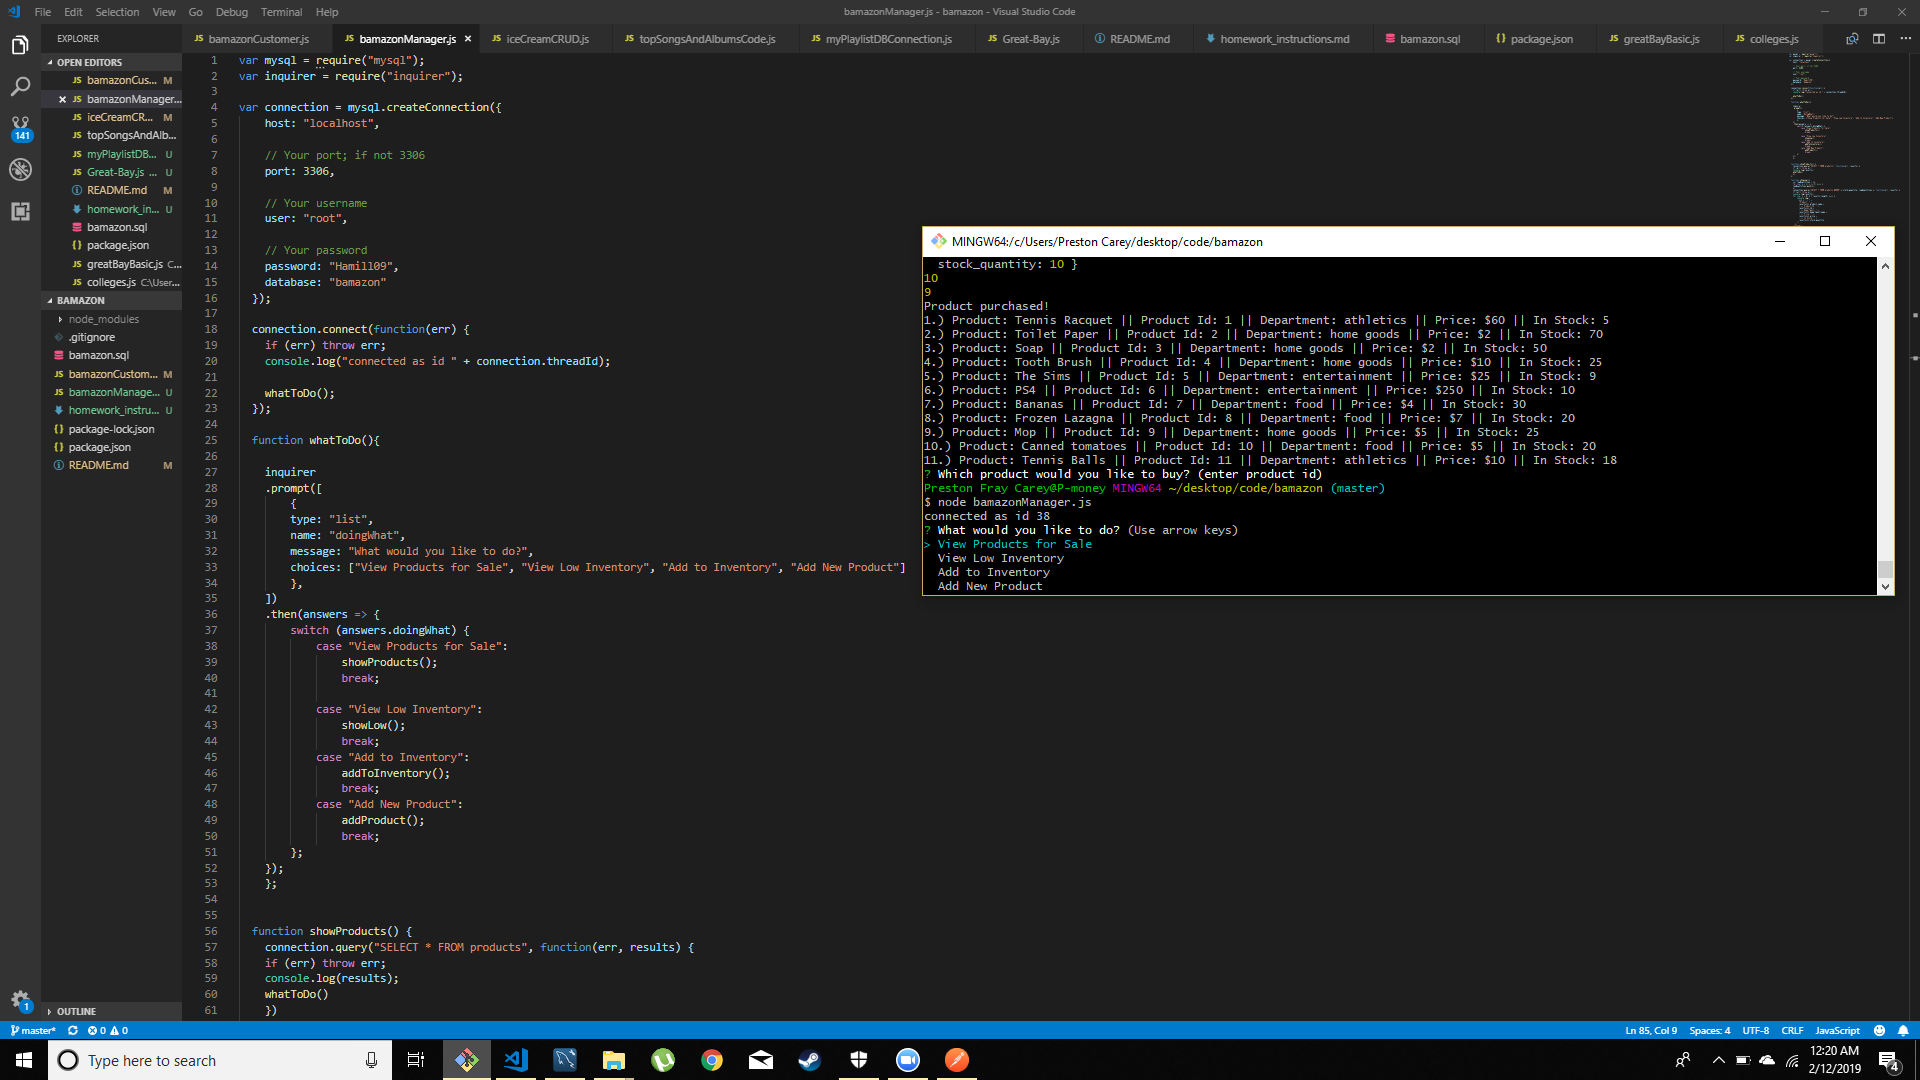 File Edit Selection View Go Debug Terminal Help
bamazonManager.js - bamazon - Visual Studio Code
EXPLORER
bamazonCustomer.js
bamazonManager.js
iceCreamCRUD.js
topSongsAndAlbumsCode.js
myPlaylistDBConnection.js
Great-Bay.js
README.md
homework_instructions.md
bamazon.sql
package.json
greatBayBasic.js
colleges.js
OPEN EDITORS
bamazonCus... M
bamazonManager...
iceCreamCR... M
topSongsAndAlb...
myPlaylistDB... U
Great-Bay.js ... U
README.md M
homework_in... U
bamazon.sql
package.json
greatBayBasic.js C...
colleges.js C:\User...
BAMAZON
node_modules
.gitignore
bamazon.sql
bamazonCustom... M
bamazonManage... U
homework_instru... U
package-lock.json
package.json
README.md M
OUTLINE
141
1
1 var mysql = require("mysql");
2 var inquirer = require("inquirer");
3
4 var connection = mysql.createConnection({
5 host: "localhost",
6
7 // Your port; if not 3306
8 port: 3306,
9
10 // Your username
11 user: "root",
12
13 // Your password
14 password: "Hamill09",
15 database: "bamazon"
16 });
17
18 connection.connect(function(err) {
19 if (err) throw err;
20 console.log("connected as id " + connection.threadId);
21
22 whatToDo();
23 });
24
25 function whatToDo(){
26
27 inquirer
28 .prompt([
29 {
30 type: "list",
31 name: "doingWhat",
32 message: "What would you like to do?",
33 choices: ["View Products for Sale", "View Low Inventory", "Add to Inventory", "Add New Product"]
34 },
35 ])
36 .then(answers => {
37 switch (answers.doingWhat) {
38 case "View Products for Sale":
39 showProducts();
40 break;
41
42 case "View Low Inventory":
43 showLow();
44 break;
45 case "Add to Inventory":
46 addToInventory();
47 break;
48 case "Add New Product":
49 addProduct();
50 break;
51 };
52 });
53 };
54
55
56 function showProducts() {
57 connection.query("SELECT * FROM products", function(err, results) {
58 if (err) throw err;
59 console.log(results);
60 whatToDo()
61 })
MINGW64:/c/Users/Preston Carey/desktop/code/bamazon
stock_quantity: 10 }
10
9
Product purchased!
1.) Product: Tennis Racquet || Product Id: 1 || Department: athletics || Price: $60 || In Stock: 5
2.) Product: Toilet Paper || Product Id: 2 || Department: home goods || Price: $2 || In Stock: 70
3.) Product: Soap || Product Id: 3 || Department: home goods || Price: $2 || In Stock: 50
4.) Product: Tooth Brush || Product Id: 4 || Department: home goods || Price: $10 || In Stock: 25
5.) Product: The Sims || Product Id: 5 || Department: entertainment || Price: $25 || In Stock: 9
6.) Product: PS4 || Product Id: 6 || Department: entertainment || Price: $250 || In Stock: 10
7.) Product: Bananas || Product Id: 7 || Department: food || Price: $4 || In Stock: 30
8.) Product: Frozen Lazagna || Product Id: 8 || Department: food || Price: $7 || In Stock: 20
9.) Product: Mop || Product Id: 9 || Department: home goods || Price: $5 || In Stock: 25
10.) Product: Canned tomatoes || Product Id: 10 || Department: food || Price: $5 || In Stock: 20
11.) Product: Tennis Balls || Product Id: 11 || Department: athletics || Price: $10 || In Stock: 18
? Which product would you like to buy? (enter product id)
Preston Fray Carey@P-money MINGW64 ~/desktop/code/bamazon (master)
$ node bamazonManager.js
connected as id 38
? What would you like to do? (Use arrow keys)
> View Products for Sale
View Low Inventory
Add to Inventory
Add New Product
master* 0 0
Ln 85, Col 9 Spaces: 4 UTF-8 CRLF JavaScript
Type here to search
12:20 AM
2/12/2019
4